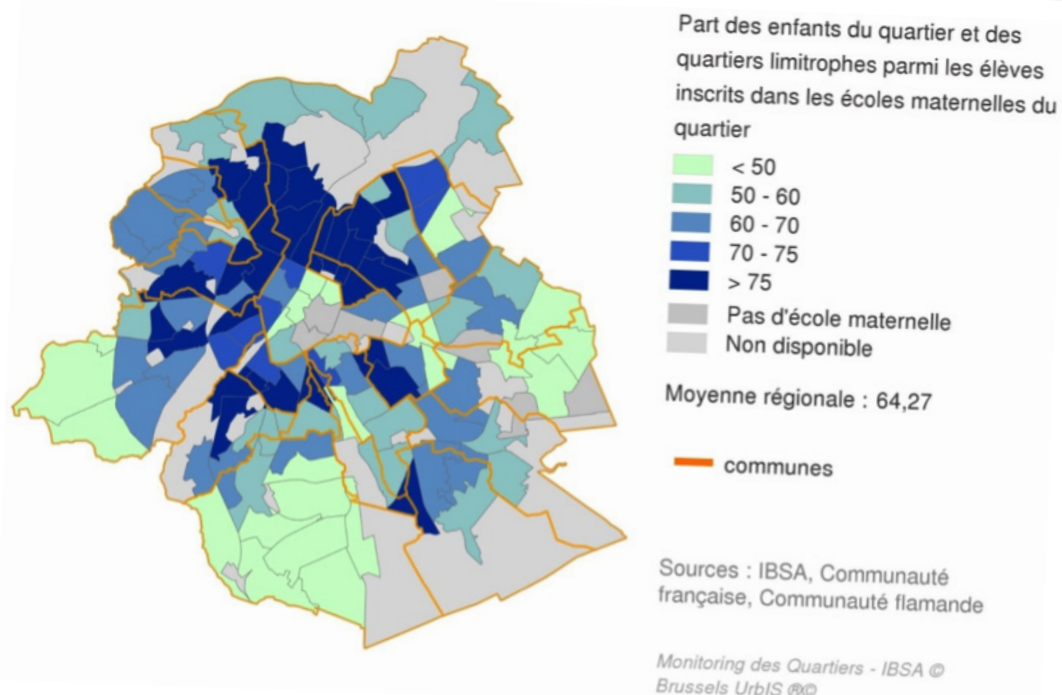 Part des enfants du quartier et des
quartiers limitrophes parmi les élèves
inscrits dans les écoles maternelles du
quartier
< 50
50 - 60
60 - 70
70 - 75
> 75
Pas d'école maternelle
Non disponible
Moyenne régionale : 64,27
communes
Sources : IBSA, Communauté
française, Communauté flamande
Monitoring des Quartiers - IBSA ©
Brussels UrbIS ®©